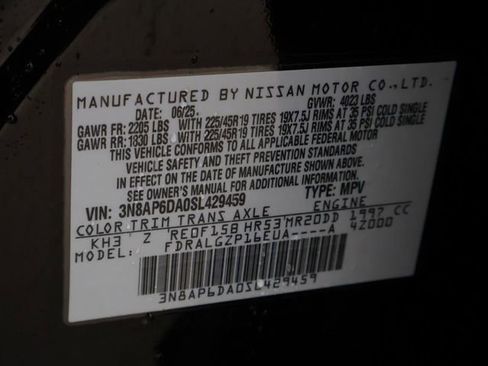 MANUFACTURED BY NISSAN MOTOR CO., LTD.
DATE: 06/25. GVWR: 4023 LBS
GAWR FR: 2205 LBS WITH 225/45R19 TIRES 19X7.5J RIMS AT 35 PSI COLD SINGLE
GAWR RR: 1830 LBS WITH 225/45R19 TIRES 19X7.5J RIMS AT 35 PSI COLD SINGLE
THIS VEHICLE CONFORMS TO ALL APPLICABLE FEDERAL MOTOR
VEHICLE SAFETY AND THEFT PREVENTION STANDARDS
IN EFFECT ON THE DATE OF MANUFACTURE SHOWN ABOVE.
SEE OWNER'S MANUAL FOR ADDITIONAL INFORMATION
VIN: 3N8AP6DA0SL429459 TYPE: MPV
COLOR TRIM TRANS AXLE ENGINE
KH3 Z RE0F15B HR53 MR20DD 1997 CC
MODEL: FDRALGZP16EUA----A 4Z000
3N8AP6DA0SL429459